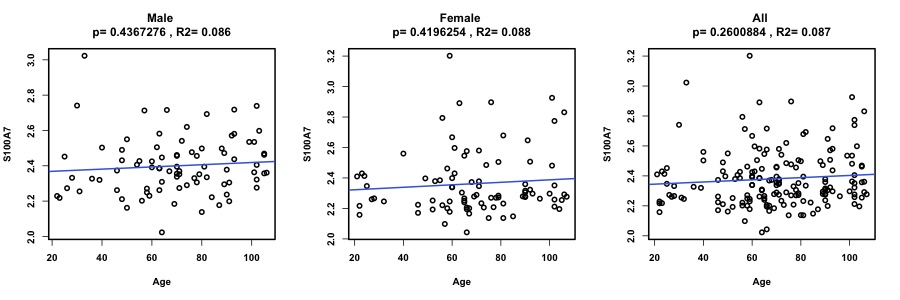 Male
p= 0.4367276 , R2= 0.086
S100A7
3.0
2.8
2.6
2.4
2.2
2.0
20 40 60 80 100
Age
Female
p= 0.4196254 , R2= 0.088
S100A7
3.2
3.0
2.8
2.6
2.4
2.2
2.0
20 40 60 80 100
Age
All
p= 0.2600884 , R2= 0.087
S100A7
3.2
3.0
2.8
2.6
2.4
2.2
2.0
20 40 60 80 100
Age